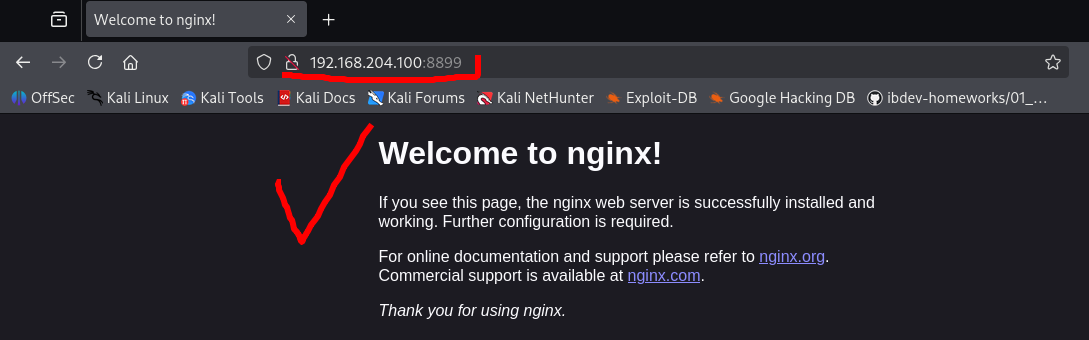 Welcome to nginx!
192.168.204.100:8899
OffSec Kali Linux Kali Tools Kali Docs Kali Forums Kali NetHunter Exploit-DB Google Hacking DB ibdev-homeworks/01_...
Welcome to nginx!
If you see this page, the nginx web server is successfully installed and
working. Further configuration is required.
For online documentation and support please refer to nginx.org.
Commercial support is available at nginx.com.
Thank you for using nginx.